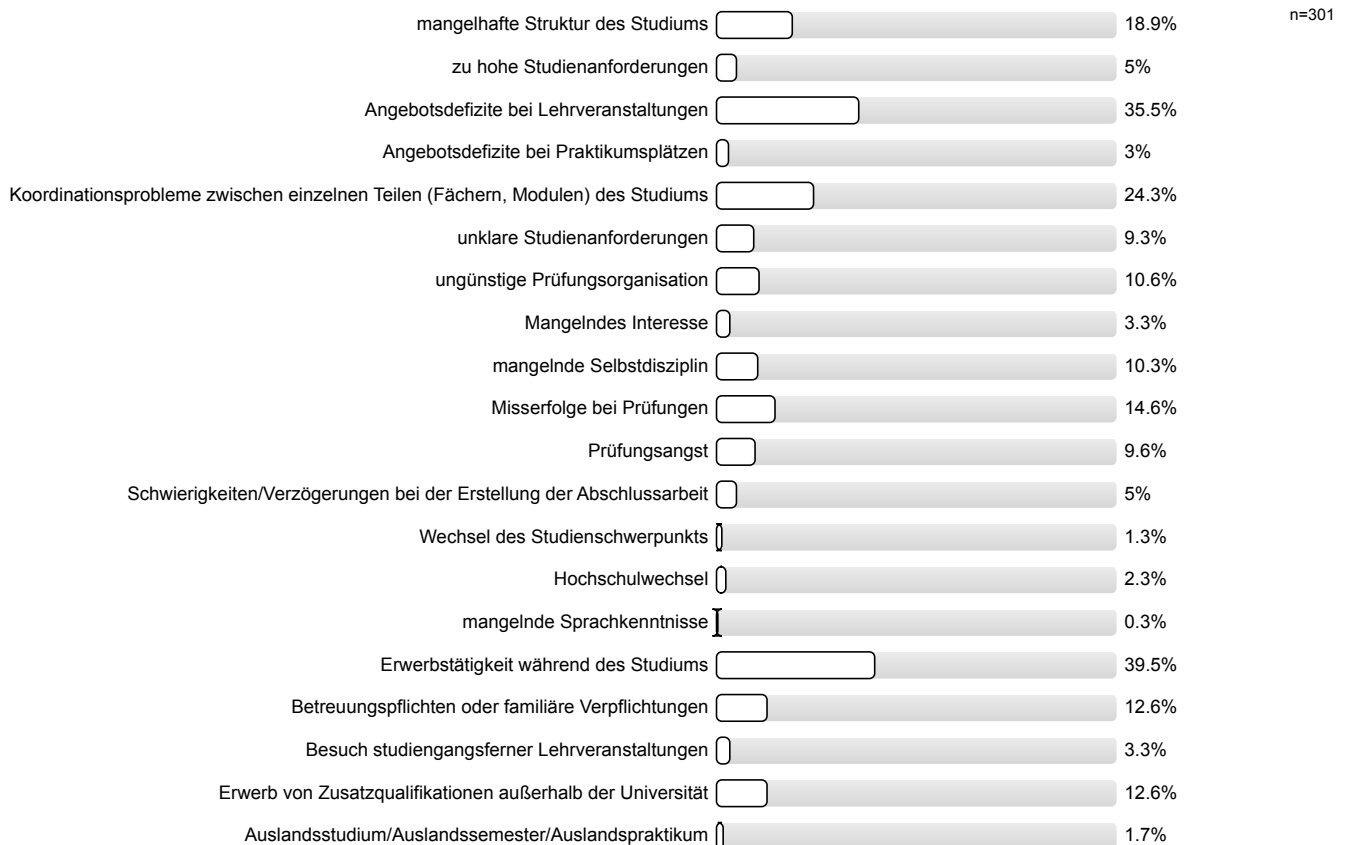 n=301
mangelhafte Struktur des Studiums 18.9%
zu hohe Studienanforderungen 5%
Angebotsdefizite bei Lehrveranstaltungen 35.5%
Angebotsdefizite bei Praktikumsplätzen 3%
Koordinationsprobleme zwischen einzelnen Teilen (Fächern, Modulen) des Studiums 24.3%
unklare Studienanforderungen 9.3%
ungünstige Prüfungsorganisation 10.6%
Mangelndes Interesse 3.3%
mangelnde Selbstdisziplin 10.3%
Misserfolge bei Prüfungen 14.6%
Prüfungsangst 9.6%
Schwierigkeiten/Verzögerungen bei der Erstellung der Abschlussarbeit 5%
Wechsel des Studienschwerpunkts 1.3%
Hochschulwechsel 2.3%
mangelnde Sprachkenntnisse 0.3%
Erwerbstätigkeit während des Studiums 39.5%
Betreuungspflichten oder familiäre Verpflichtungen 12.6%
Besuch studiengangsferner Lehrveranstaltungen 3.3%
Erwerb von Zusatzqualifikationen außerhalb der Universität 12.6%
Auslandsstudium/Auslandssemester/Auslandspraktikum 1.7%